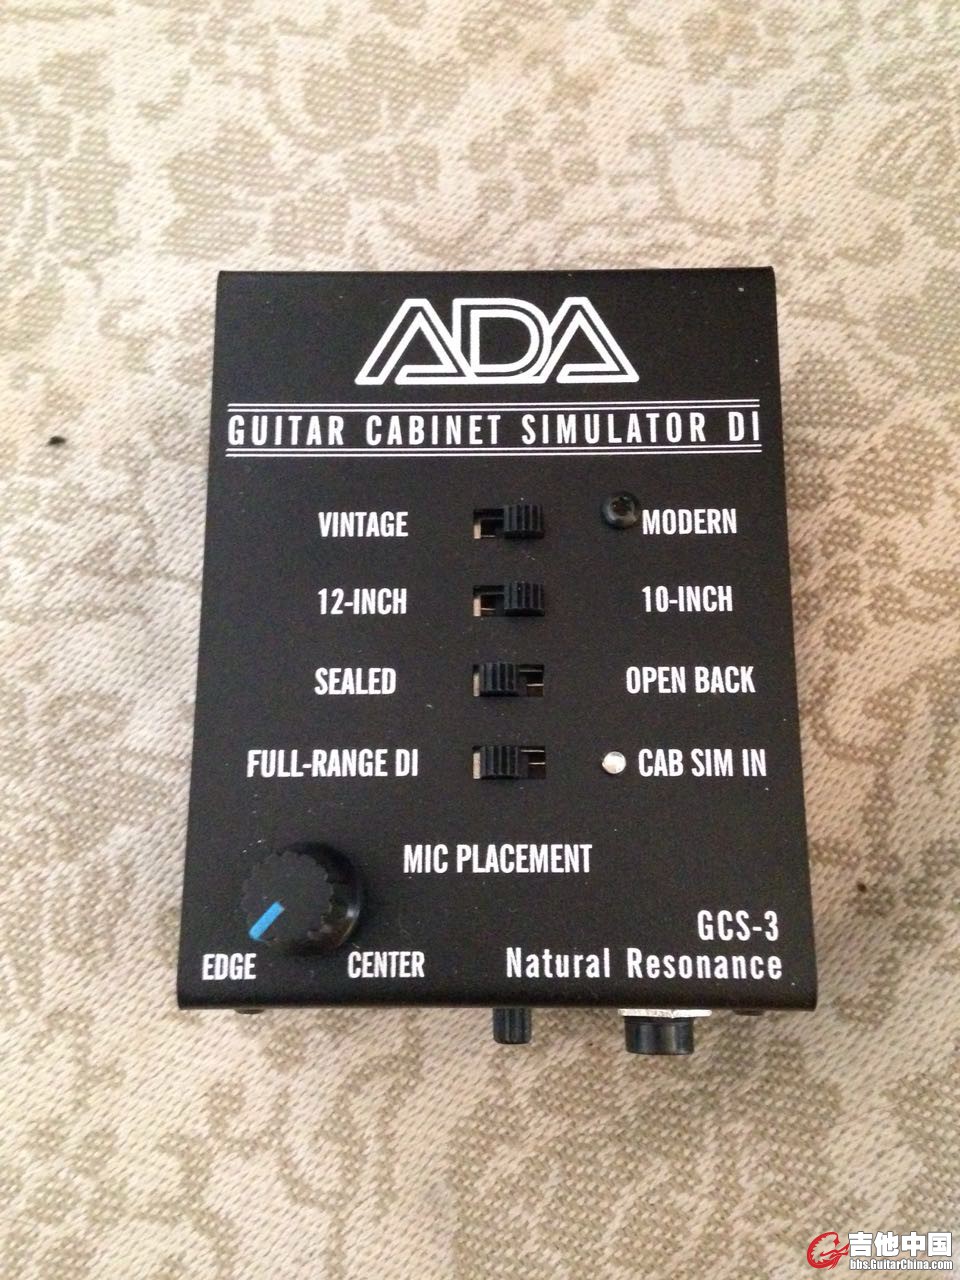 ADA
GUITAR CABINET SIMULATOR DI
VINTAGE MODERN
12-INCH 10-INCH
SEALED OPEN BACK
FULL-RANGE DI CAB SIM IN
MIC PLACEMENT
GCS-3
EDGE CENTER Natural Resonance
吉他中国
bbs.GuitarChina.com